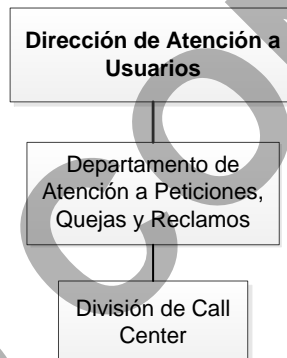 Dirección de Atención a
Usuarios
Departamento de
Atención a Peticiones,
Quejas y Reclamos
División de Call
Center